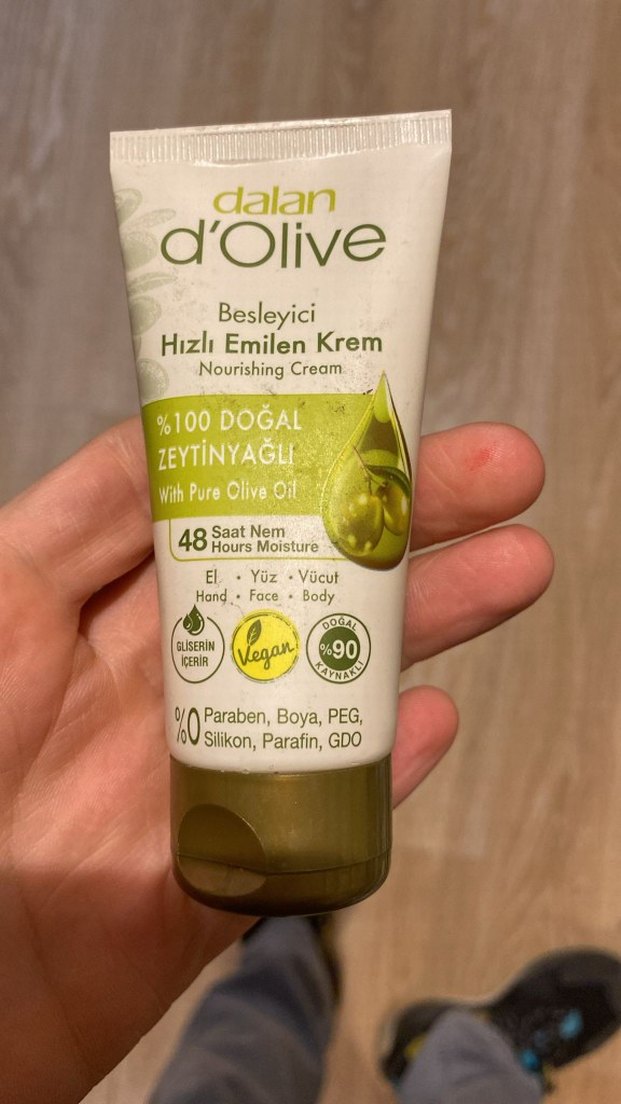 dalan
d'Olive
Besleyici
Hızlı Emilen Krem
Nourishing Cream
%100 DOĞAL
ZEYTİNYAĞLI
With Pure Olive Oil
48 Saat Nem
Hours Moisture
El • Yüz • Vücut
Hand • Face • Body
GLİSERİN
İÇERİR
Vegan
DOĞAL
%90
KAYNAKLI
%0 Paraben, Boya, PEG,
Silikon, Parafin, GDO